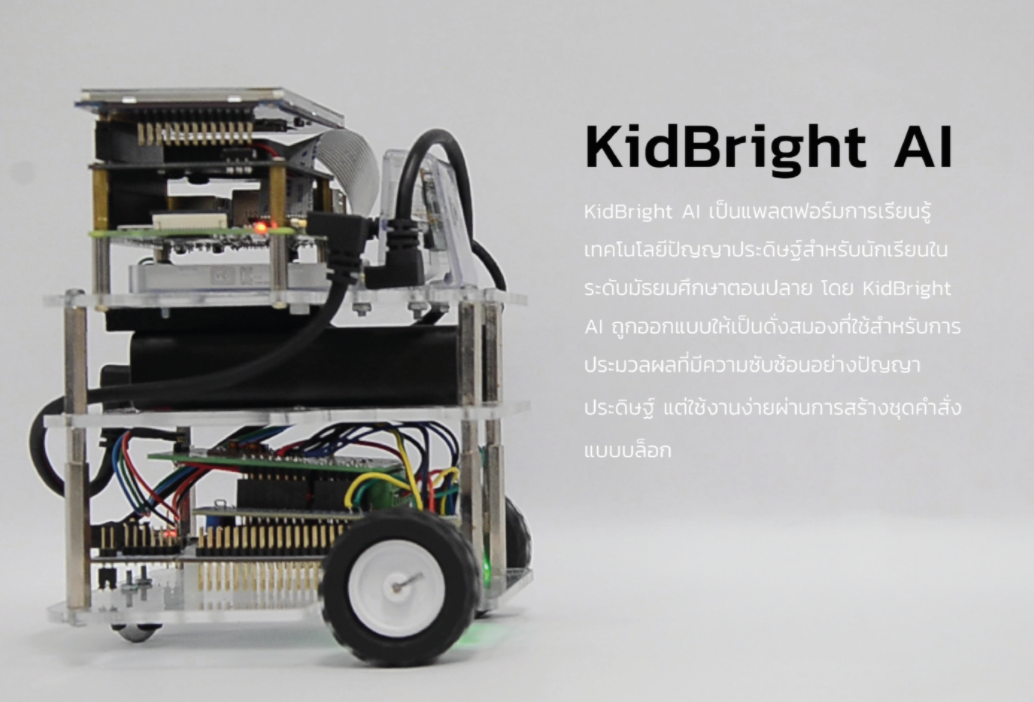 KidBright AI
KidBright AI เป็นแพลตฟอร์มการเรียนรู้
เทคโนโลยีปัญญาประดิษฐ์สำหรับนักเรียนใน
ระดับมัธยมศึกษาตอนปลาย โดย KidBright
AI ถูกออกแบบให้เป็นดั่งสมองที่ใช้สำหรับการ
ประมวลผลที่มีความซับซ้อนอย่างปัญญา
ประดิษฐ์ แต่ใช้งานง่ายผ่านการสร้างชุดคำสั่ง
แบบบล็อก